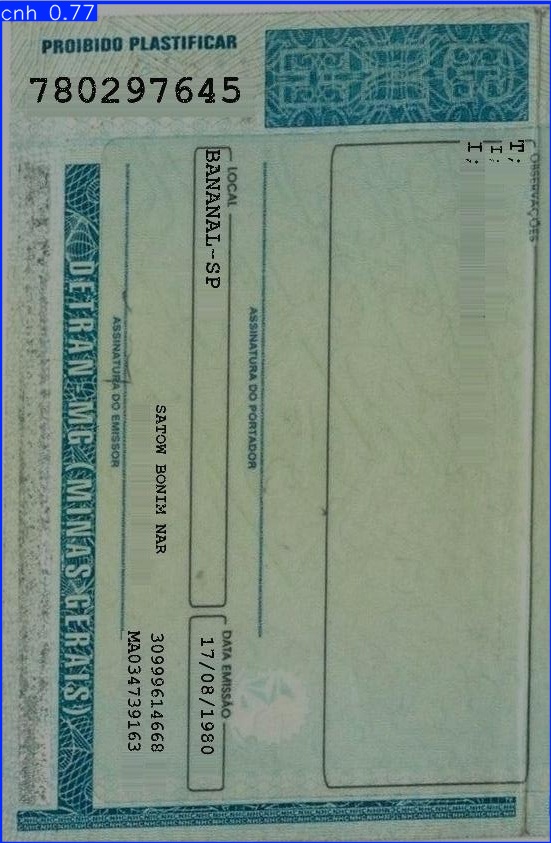 cnh 0.77
PROIBIDO PLASTIFICAR
780297645
OBSERVAÇÕES
T;
I;
I;
ASSINATURA DO PORTADOR
LOCAL
BANANAL-SP
DATA EMISSÃO
17/08/1980
SATOW BONIM NAR
30999614668
MA034739163
ASSINATURA DO EMISSOR
DETRAN-MG (MINAS GERAIS)